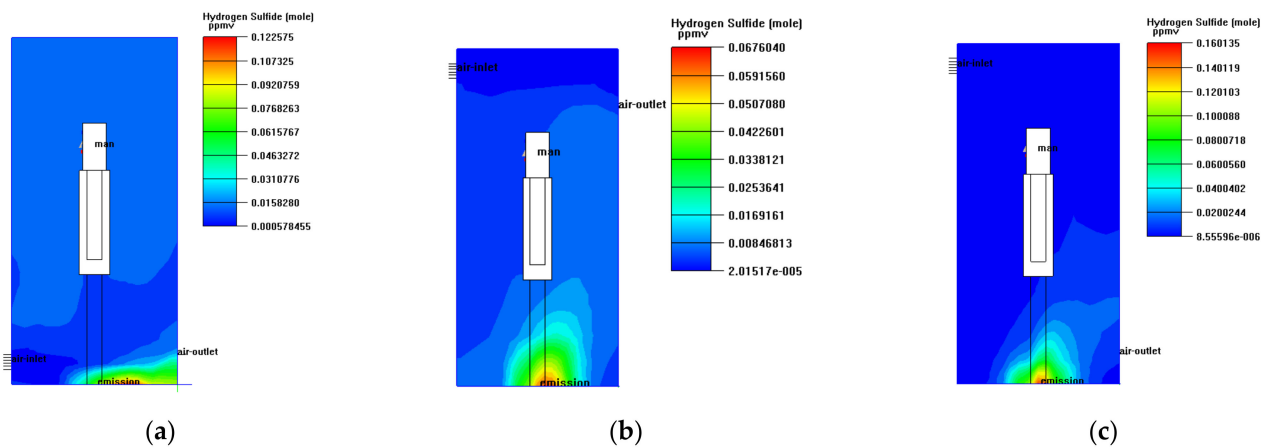 Hydrogen Sulfide (mole)
ppmv
0.122575
0.107325
0.0920759
0.0768263
0.0615767
0.0463272
0.0310776
0.0158280
0.000578455
man
air-inlet
air-outlet
emission
(a)
Hydrogen Sulfide (mole)
ppmv
0.0676040
0.0591560
0.0507080
0.0422601
0.0338121
0.0253641
0.0169161
0.00846813
2.01517e-005
air-inlet
air-outlet
man
emission
(b)
Hydrogen Sulfide (mole)
ppmv
0.160135
0.140119
0.120103
0.100088
0.0800718
0.0600560
0.0400402
0.0200244
8.55596e-006
air-inlet
man
air-outlet
emission
(c)